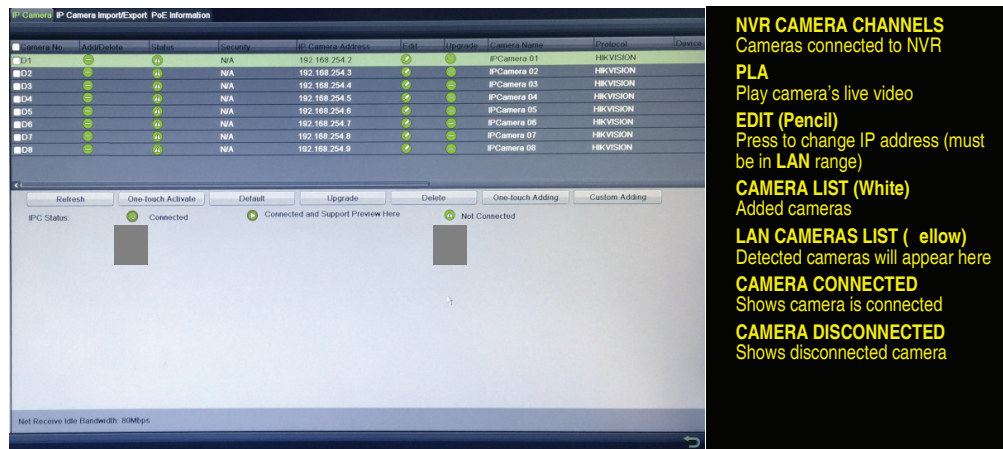 IP Camera IP Camera Import/Export PoE Information
Camera No. Add/Delete Status Security IP Camera Address Edit Upgrade Camera Name Protocol Device
D1 N/A 192.168.254.2 IPCamera 01 HIKVISION
D2 N/A 192.168.254.3 IPCamera 02 HIKVISION
D3 N/A 192.168.254.4 IPCamera 03 HIKVISION
D4 N/A 192.168.254.5 IPCamera 04 HIKVISION
D5 N/A 192.168.254.6 IPCamera 05 HIKVISION
D6 N/A 192.168.254.7 IPCamera 06 HIKVISION
D7 N/A 192.168.254.8 IPCamera 07 HIKVISION
D8 N/A 192.168.254.9 IPCamera 08 HIKVISION
Refresh One-touch Activate Default Upgrade Delete One-touch Adding Custom Adding
IPC Status: Connected Connected and Support Preview Here Not Connected
Net Receive Idle Bandwidth: 80Mbps
NVR CAMERA CHANNELS
Cameras connected to NVR
PLA
Play camera's live video
EDIT (Pencil)
Press to change IP address (must
be in LAN range)
CAMERA LIST (White)
Added cameras
LAN CAMERAS LIST ( ellow)
Detected cameras will appear here
CAMERA CONNECTED
Shows camera is connected
CAMERA DISCONNECTED
Shows disconnected camera